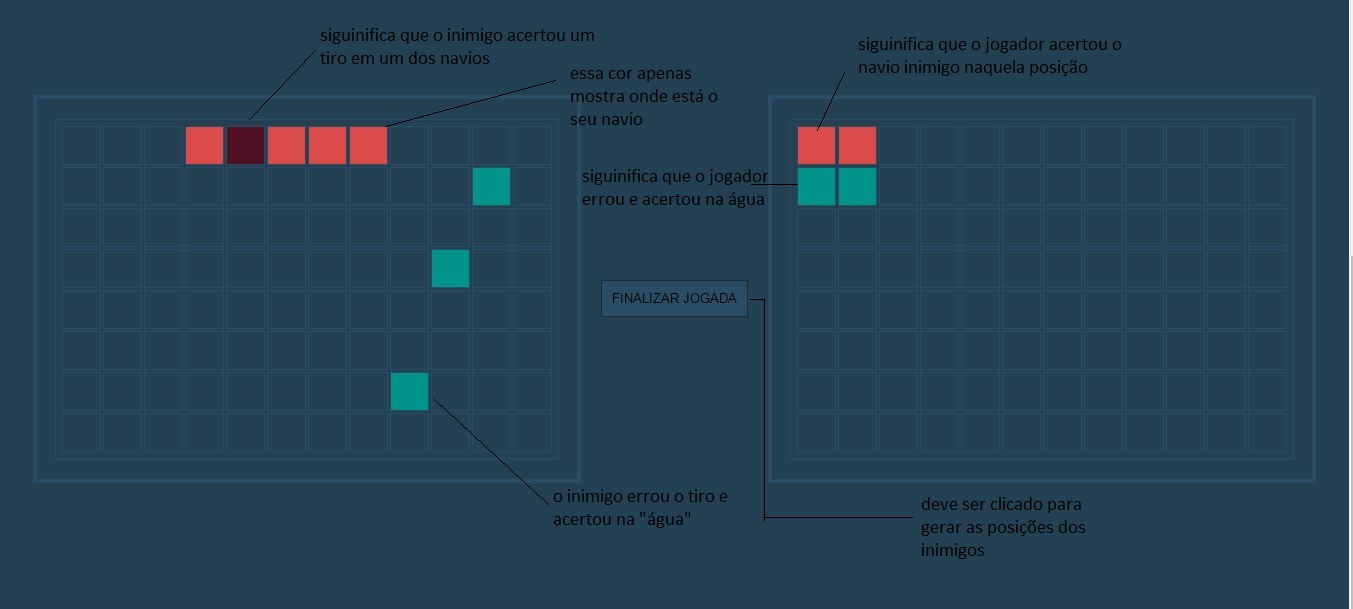 siguinifica que o inimigo acertou um
tiro em um dos navios
essa cor apenas
mostra onde está o
seu navio
siguinifica que o jogador acertou o
navio inimigo naquela posição
siguinifica que o jogador
errou e acertou na água
FINALIZAR JOGADA
o inimigo errou o tiro e
acertou na "água"
deve ser clicado para
gerar as posições dos
inimigos